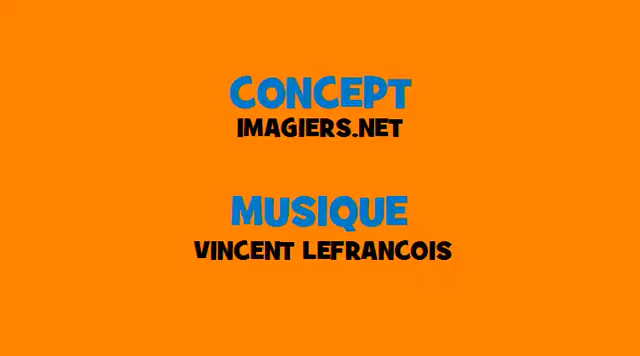 CONCEPT
IMAGIERS.NET
MUSIQUE
VINCENT LEFRANCOIS